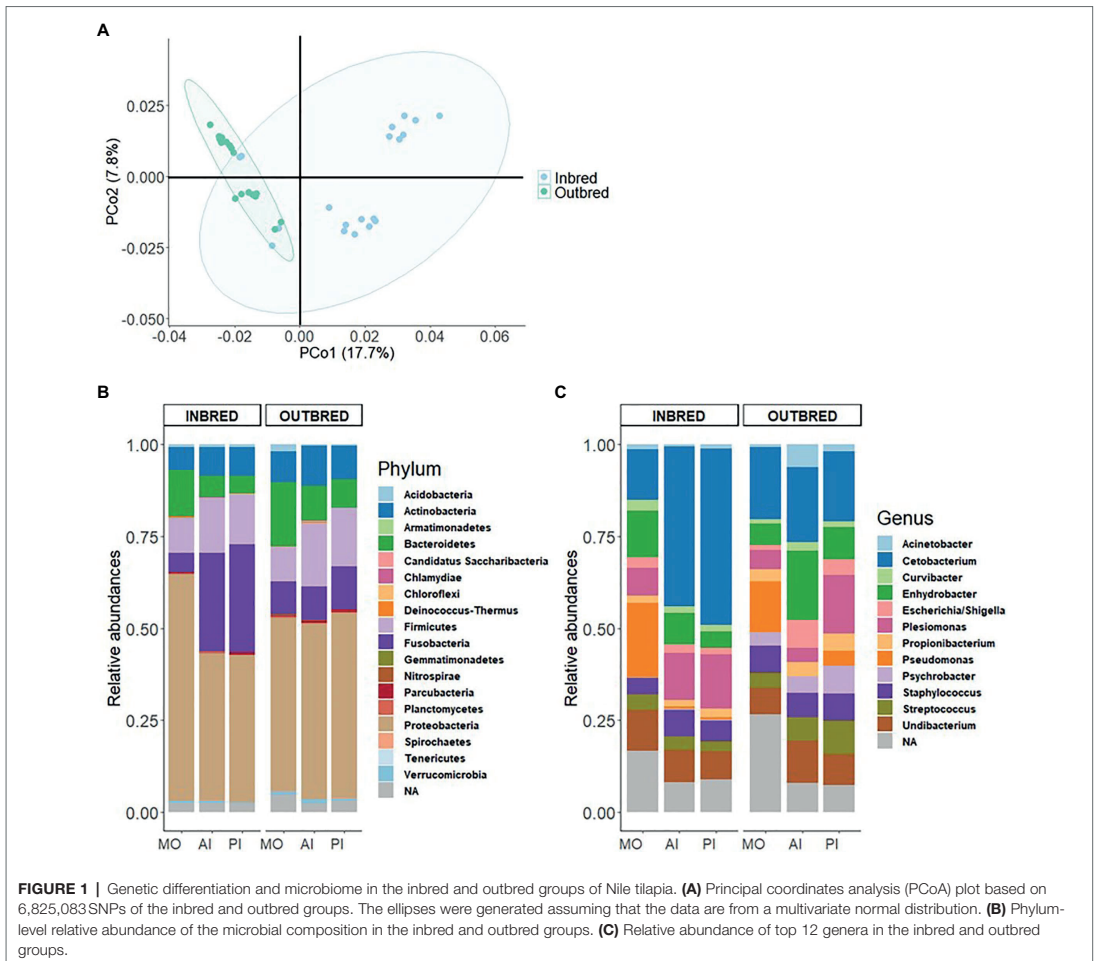 A
0.025
0.000
-0.025
-0.050
PCo2 (7.8%)
-0.04
-0.02
0.00
0.02
0.04
0.06
PCo1 (17.7%)
Inbred
Outbred
B
INBRED
OUTBRED
1.00
0.75
0.50
0.25
0.00
Relative abundances
MO
AI
PI
MO
AI
PI
Phylum
Acidobacteria
Actinobacteria
Armatimonadetes
Bacteroidetes
Candidatus Saccharibacteria
Chlamydiae
Chloroflexi
Deinococcus-Thermus
Firmicutes
Fusobacteria
Gemmatimonadetes
Nitrospirae
Parcubacteria
Planctomycetes
Proteobacteria
Spirochaetes
Tenericutes
Verrucomicrobia
NA
C
INBRED
OUTBRED
1.00
0.75
0.50
0.25
0.00
Relative abundances
MO
AI
PI
MO
AI
PI
Genus
Acinetobacter
Cetobacterium
Curvibacter
Enhydrobacter
Escherichia/Shigella
Plesiomonas
Propionibacterium
Pseudomonas
Psychrobacter
Staphylococcus
Streptococcus
Undibacterium
NA
FIGURE 1 | Genetic differentiation and microbiome in the inbred and outbred groups of Nile tilapia. (A) Principal coordinates analysis (PCoA) plot based on
6,825,083 SNPs of the inbred and outbred groups. The ellipses were generated assuming that the data are from a multivariate normal distribution. (B) Phylum-
level relative abundance of the microbial composition in the inbred and outbred groups. (C) Relative abundance of top 12 genera in the inbred and outbred
groups.